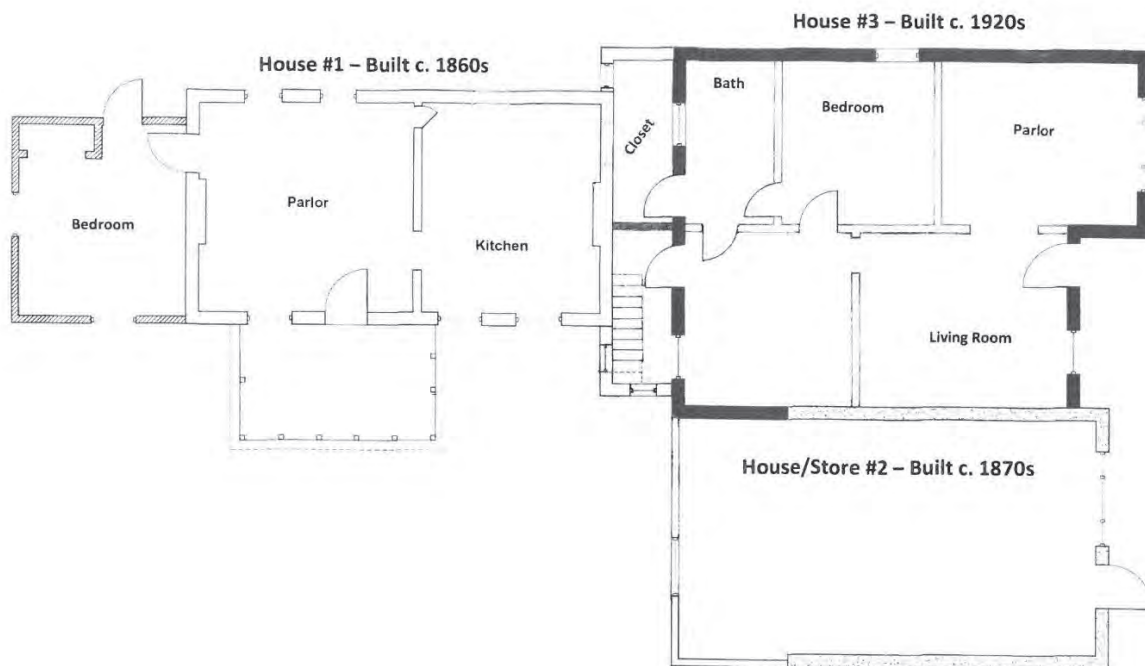 House #3 – Built c. 1920s
House #1 – Built c. 1860s
Bath
Bedroom
Closet
Parlor
Bedroom
Parlor
Kitchen
Living Room
House/Store #2 – Built c. 1870s